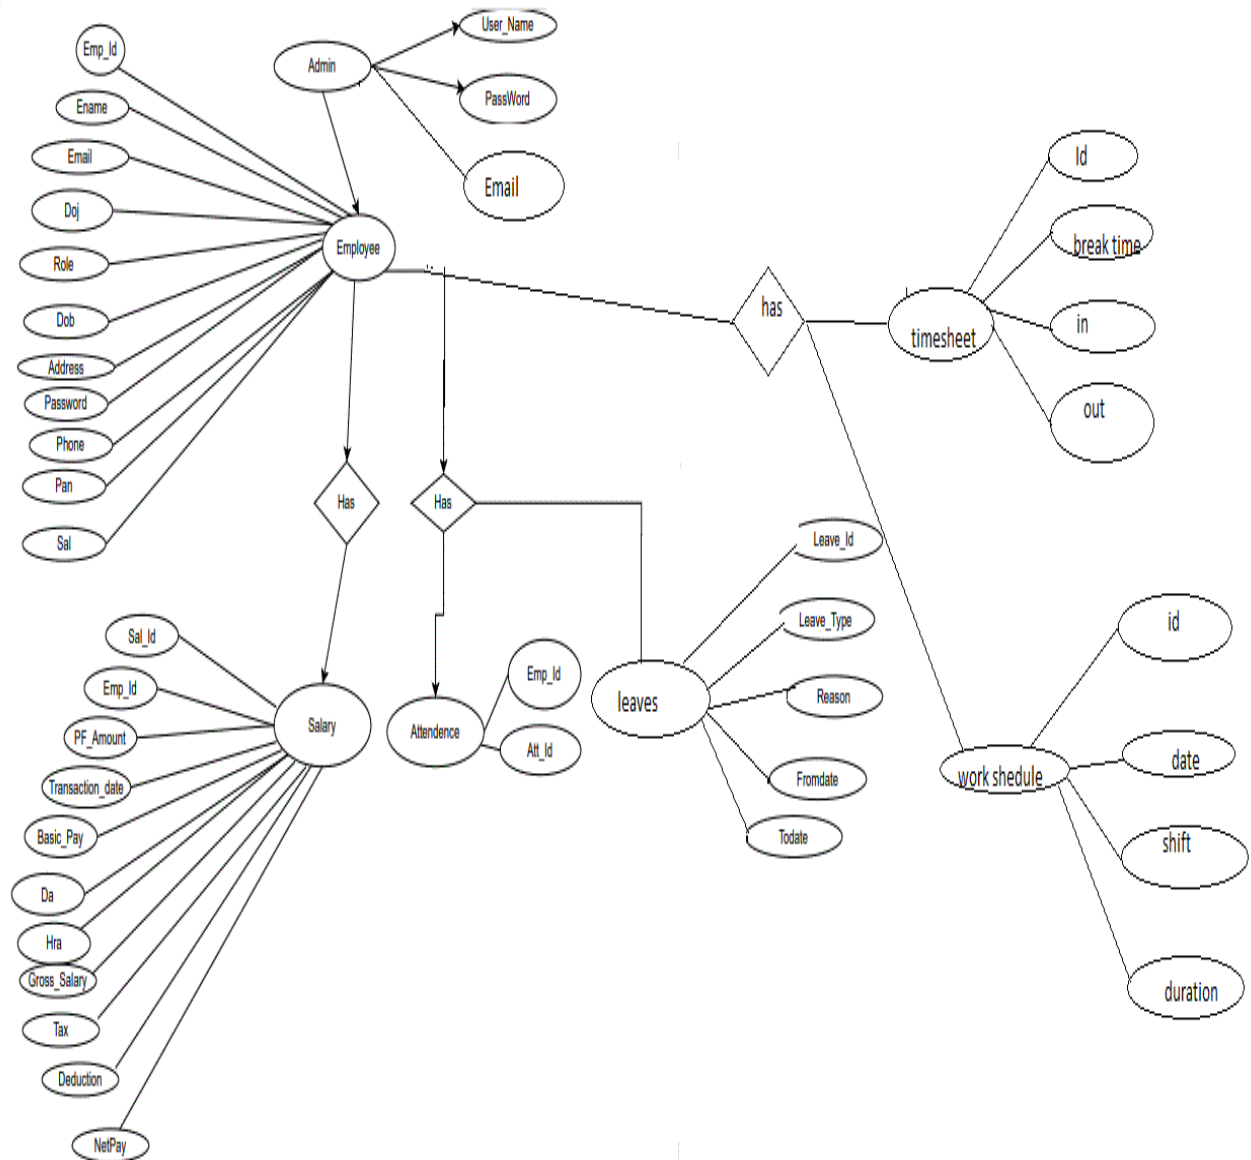 User_Name
Emp_Id
Admin
PassWord
Ename
Email
Email
Id
Doj
Employee
break time
Role
has
in
Dob
timesheet
Address
out
Password
Phone
Pan
Has
Has
Sal
Leave_Id
Leave_Type
id
Sal_Id
Emp_Id
Emp_Id
leaves
Reason
PF_Amount
Salary
Attendence
Att_Id
date
Transaction_date
work shedule
Fromdate
Basic_Pay
Todate
shift
Da
Hra
Gross_Salary
duration
Tax
Deduction
NetPay